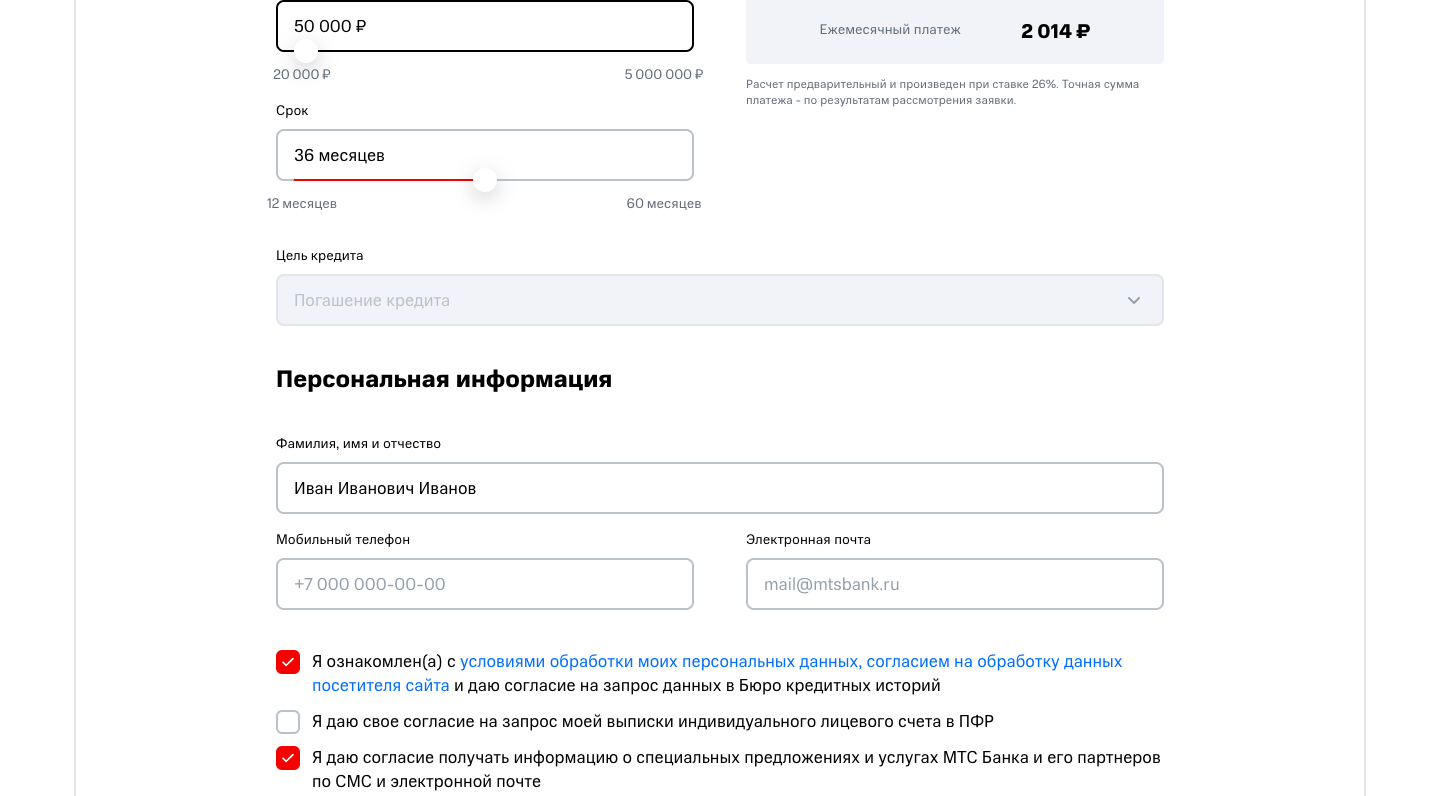 50 000 ₽
Ежемесячный платеж
2 014 ₽
20 000 ₽
5 000 000 ₽
Расчет предварительный и произведен при ставке 26%. Точная сумма
платежа - по результатам рассмотрения заявки.
Срок
36 месяцев
12 месяцев
60 месяцев
Цель кредита
Погашение кредита
Персональная информация
Фамилия, имя и отчество
Иван Иванович Иванов
Мобильный телефон
Электронная почта
+7 000 000-00-00
mail@mtsbank.ru
Я ознакомлен(а) с условиями обработки моих персональных данных, согласием на обработку данных
посетителя сайта и даю согласие на запрос данных в Бюро кредитных историй
Я даю свое согласие на запрос моей выписки индивидуального лицевого счета в ПФР
Я даю согласие получать информацию о специальных предложениях и услугах МТС Банка и его партнеров
по СМС и электронной почте